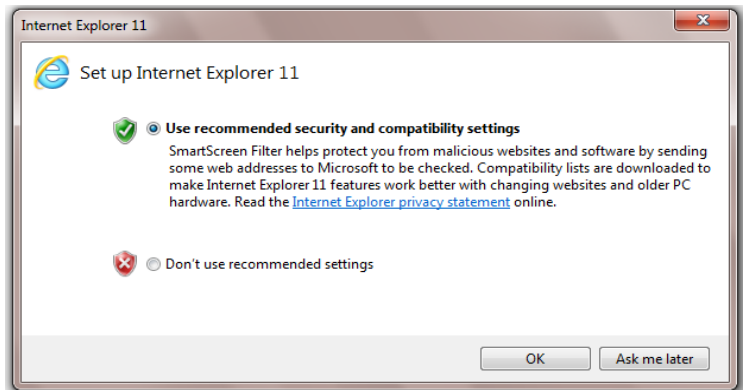 Internet Explorer 11
Set up Internet Explorer 11
Use recommended security and compatibility settings
SmartScreen Filter helps protect you from malicious websites and software by sending
some web addresses to Microsoft to be checked. Compatibility lists are downloaded to
make Internet Explorer 11 features work better with changing websites and older PC
hardware. Read the Internet Explorer privacy statement online.
Don't use recommended settings
OK
Ask me later